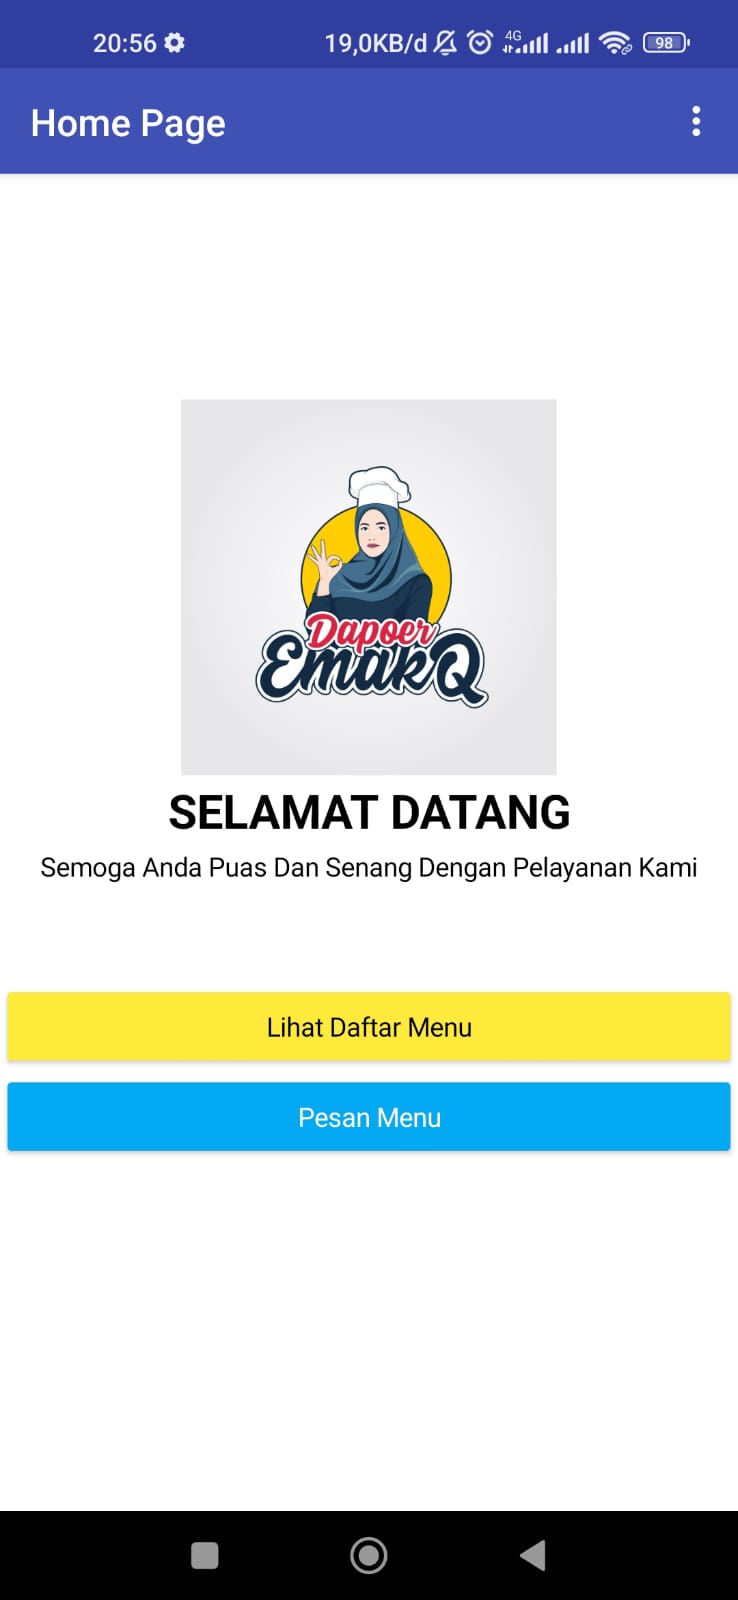 20:56
19,0KB/d
4G
98
Home Page
Dapoer
EmakQ
SELAMAT DATANG
Semoga Anda Puas Dan Senang Dengan Pelayanan Kami
Lihat Daftar Menu
Pesan Menu